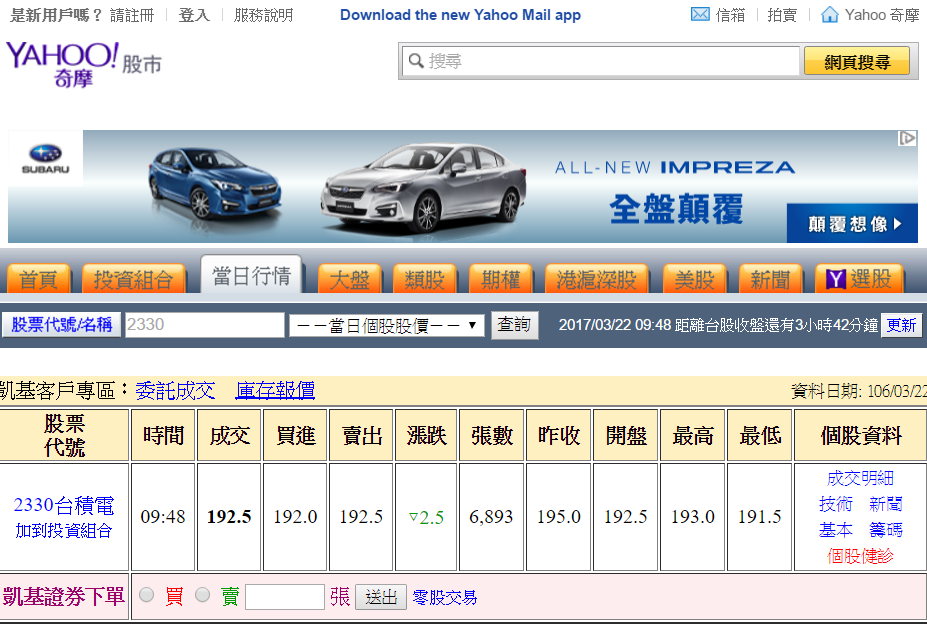 是新用戶嗎？ 請註冊 登入 服務說明 Download the new Yahoo Mail app 信箱 拍賣 Yahoo 奇摩
YAHOO! 奇摩 股市 搜尋 網頁搜尋
SUBARU
ALL-NEW IMPREZA
全盤顛覆
顛覆想像
首頁 投資組合 當日行情 大盤 類股 期權 港滬深股 美股 新聞 Y 選股
股票代號/名稱 2330 －－當日個股股價－－ ▼ 查詢 2017/03/22 09:48 距離台股收盤還有3小時42分鐘 更新
凱基客戶專區： 委託成交 庫存報價 資料日期: 106/03/22
股票代號 時間 成交 買進 賣出 漲跌 張數 昨收 開盤 最高 最低 個股資料
2330台積電 09:48 192.5 192.0 192.5 ▽2.5 6,893 195.0 192.5 193.0 191.5 成交明細
加到投資組合 技術 新聞
基本 籌碼
個股健診
凱基證券下單 買 賣 張 送出 零股交易